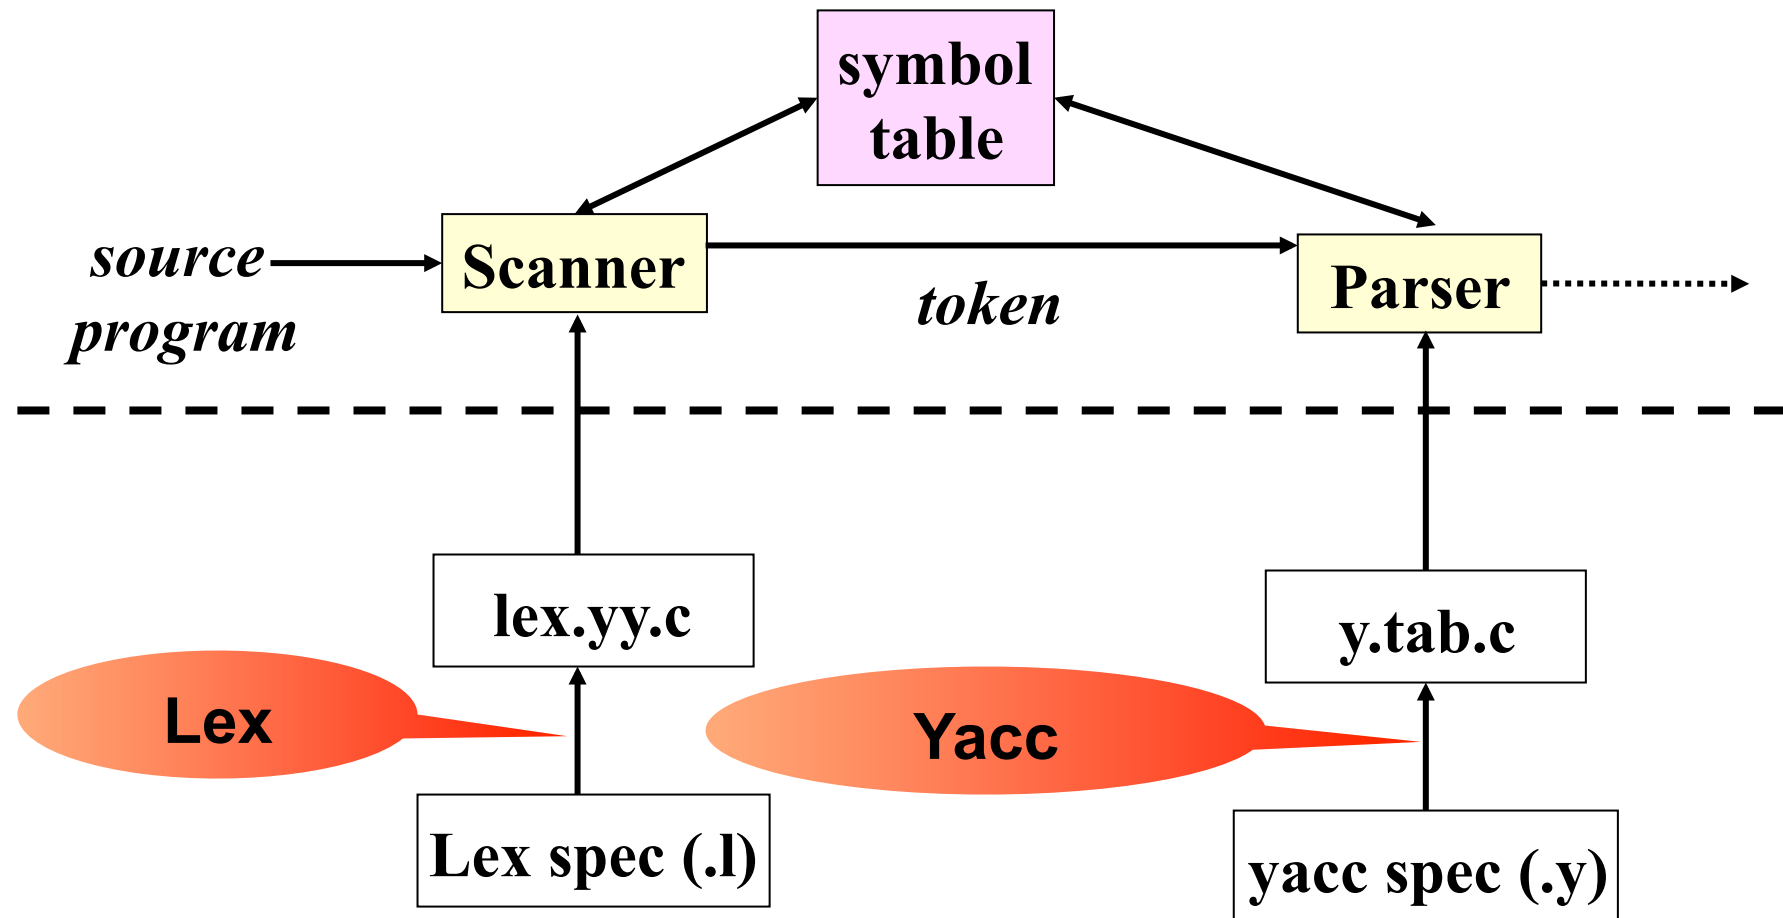 symbol
table
source
program
Scanner
token
Parser
lex.yy.c
y.tab.c
Lex
Yacc
Lex spec (.l)
yacc spec (.y)